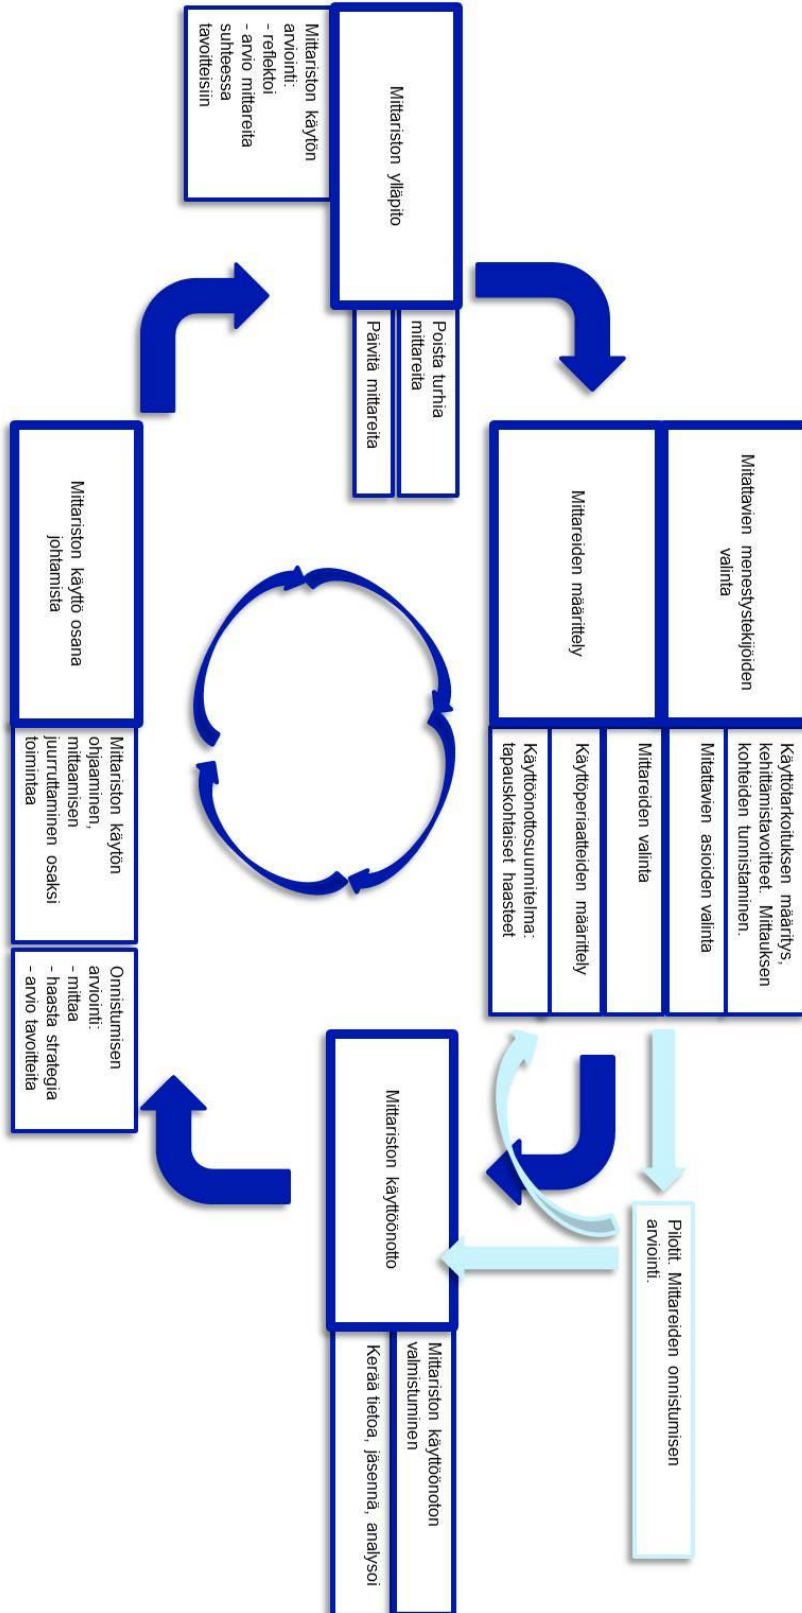 Mitattavien menestystekijöiden
valinta
Käyttötarkoituksen määritys,
kehittämistavoitteet. Mittauksen
kohteiden tunnistaminen.
Mitattavien asioiden valinta
Mittareiden määrittely
Mittareiden valinta
Käyttöperiaatteiden määrittely
Käyttöönottosuunnitelma:
tapauskohtaiset haasteet
Pilotit. Mittareiden onnistumisen
arviointi.
Mittariston käyttöönotto
Mittariston käyttöönoton
valmistuminen
Kerää tietoa, jäsennä, analysoi
Mittariston käyttö osana
johtamista
Mittariston käytön
ohjaaminen,
mittaamisen
juurruttaminen osaksi
toimintaa
Onnistumisen
arviointi:
- mittaa
- haasta strategia
- arvio tavoitteita
Mittariston ylläpito
Poista turhia
mittareita
Päivitä mittareita
Mittariston käytön
arviointi:
- reflektoi
- arvio mittareita
suhteessa
tavoitteisiin